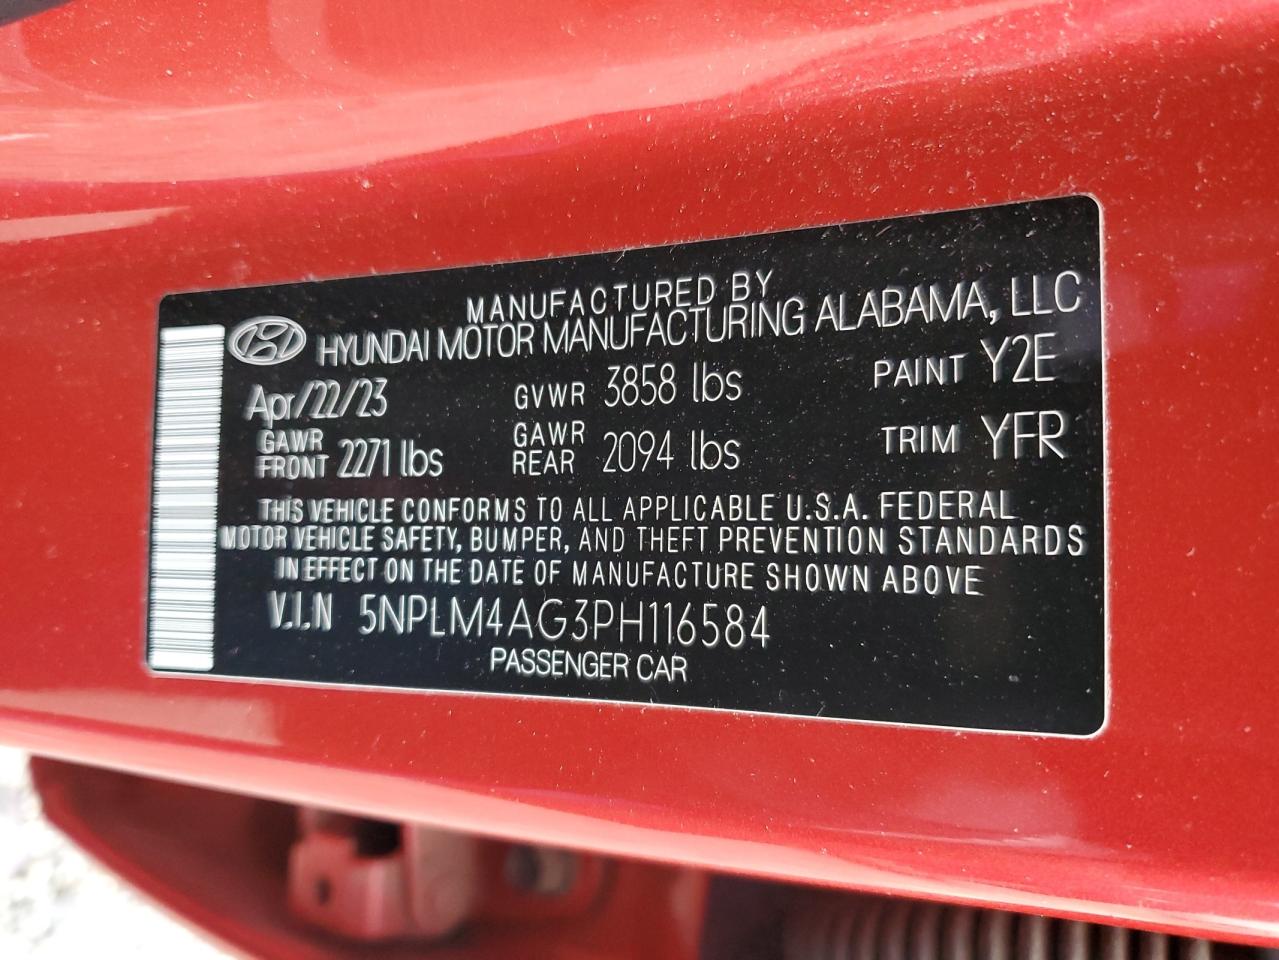 MANUFACTURED BY
HYUNDAI MOTOR MANUFACTURING ALABAMA, LLC
Apr/22/23 GVWR 3858 lbs PAINT Y2E
GAWR FRONT 2271 lbs GAWR REAR 2094 lbs TRIM YFR
THIS VEHICLE CONFORMS TO ALL APPLICABLE U.S.A. FEDERAL
MOTOR VEHICLE SAFETY, BUMPER, AND THEFT PREVENTION STANDARDS
IN EFFECT ON THE DATE OF MANUFACTURE SHOWN ABOVE
V.I.N 5NPLM4AG3PH116584
PASSENGER CAR